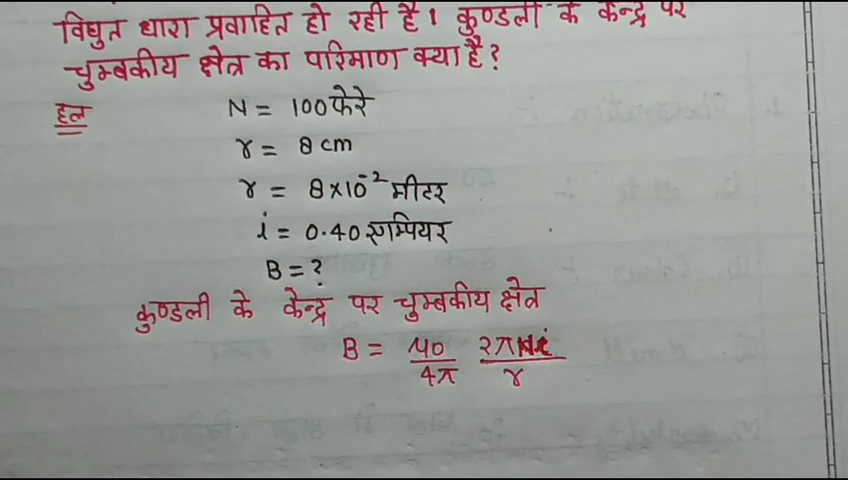 विद्युत धारा प्रवाहित हो रही है। कुण्डली के केन्द्र पर
चुम्बकीय क्षेत्र का परिमाण क्या है?
हल
N = 100 फेरे
r = 8 cm
r = 8×10⁻² मीटर
i = 0.40 एम्पियर
B = ?
कुण्डली के केन्द्र पर चुम्बकीय क्षेत्र
B = μ0/4π 2πNi/r